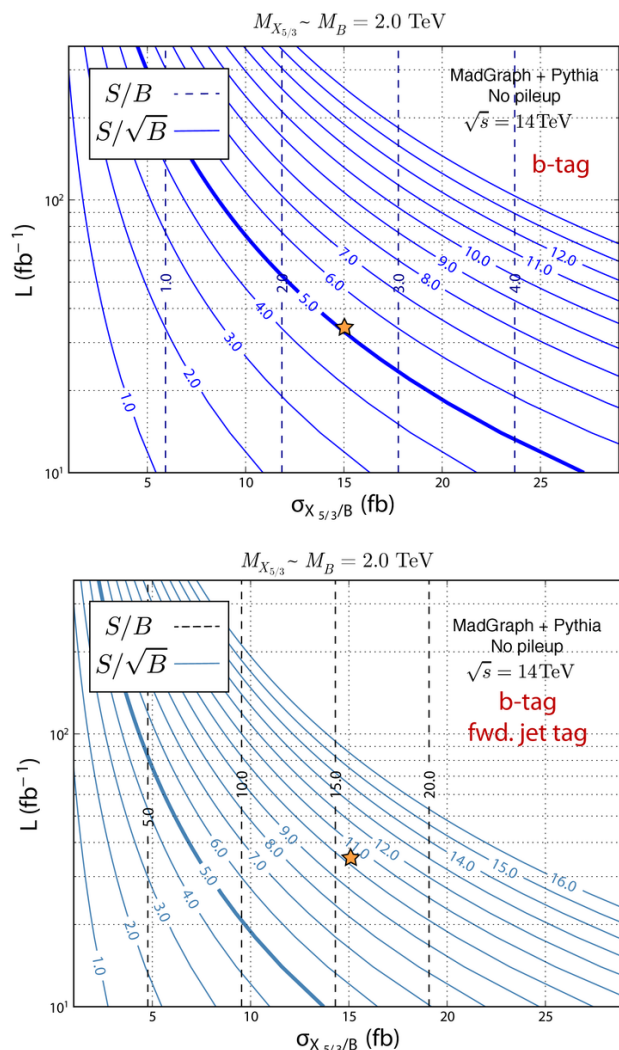 M_{X_{5/3}} ~ M_B = 2.0 TeV
S/B
S/√B
MadGraph + Pythia
No pileup
√s = 14TeV
b-tag
L (fb⁻¹)
10²
10¹
1.0
2.0
3.0
4.0
1.0
2.0
3.0
4.0
5.0
6.0
7.0
8.0
9.0
10.0
11.0
12.0
5 10 15 20 25
σ_{X 5/3/B} (fb)
M_{X_{5/3}} ~ M_B = 2.0 TeV
S/B
S/√B
MadGraph + Pythia
No pileup
√s = 14TeV
b-tag
fwd. jet tag
L (fb⁻¹)
10²
10¹
5.0
10.0
15.0
20.0
1.0
2.0
3.0
4.0
5.0
6.0
7.0
8.0
9.0
12.0
14.0
15.0
16.0
5 10 15 20 25
σ_{X 5/3/B} (fb)